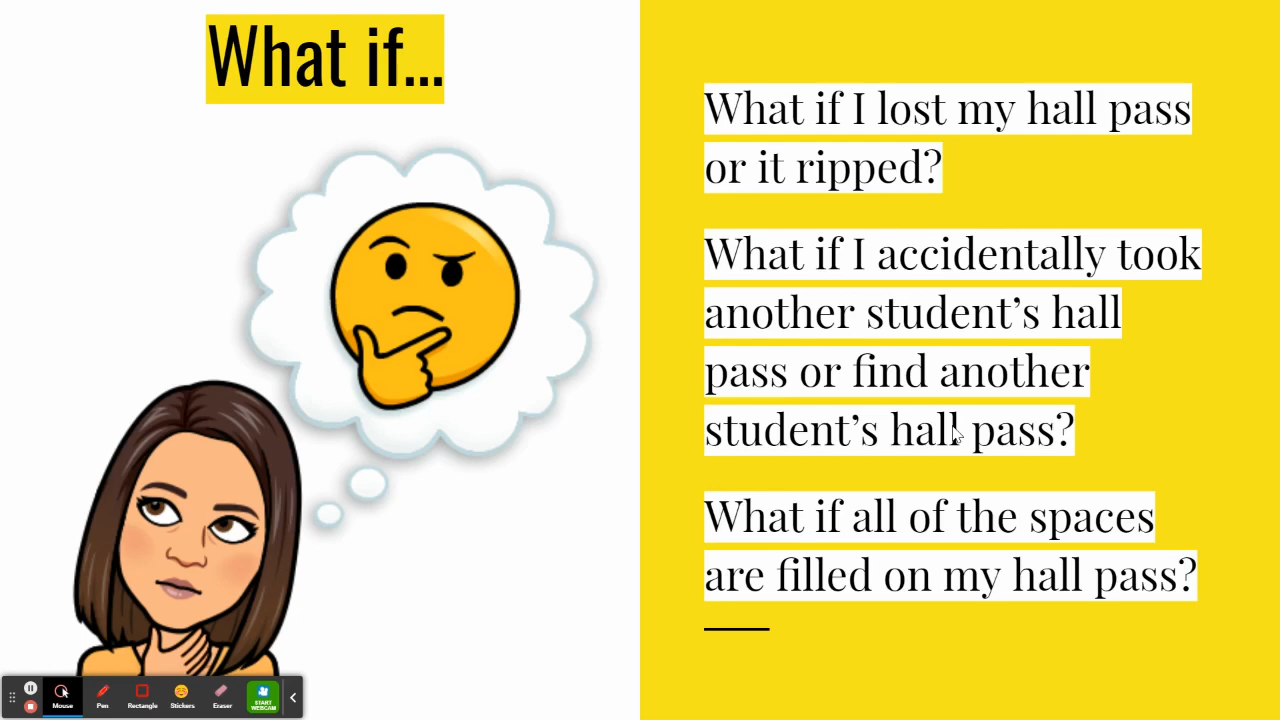 What if...
What if I lost my hall pass
or it ripped?
What if I accidentally took
another student’s hall
pass or find another
student’s hall pass?
What if all of the spaces
are filled on my hall pass?
Mouse
Pen
Rectangle
Stickers
Eraser
START
WEBCAM